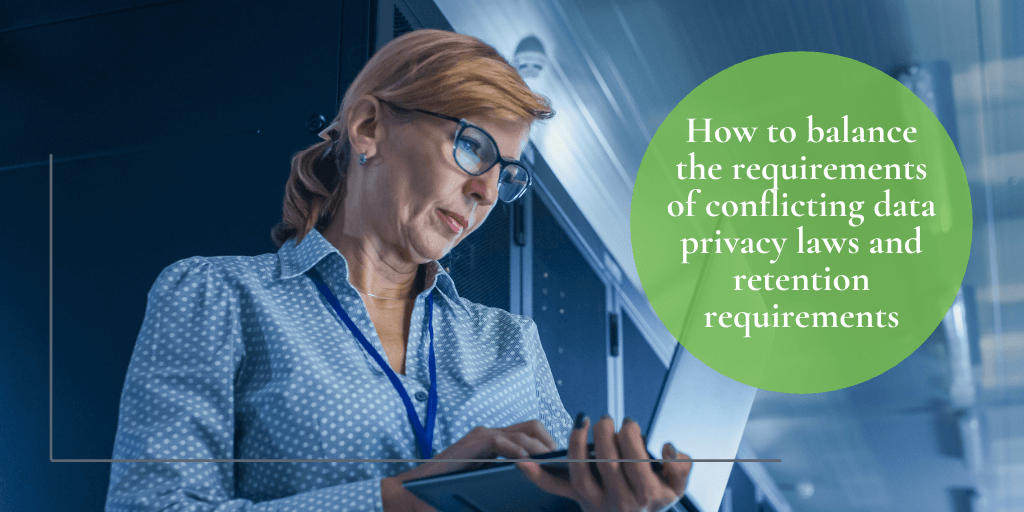 How to balance
the requirements
of conflicting data
privacy laws and
retention
requirements